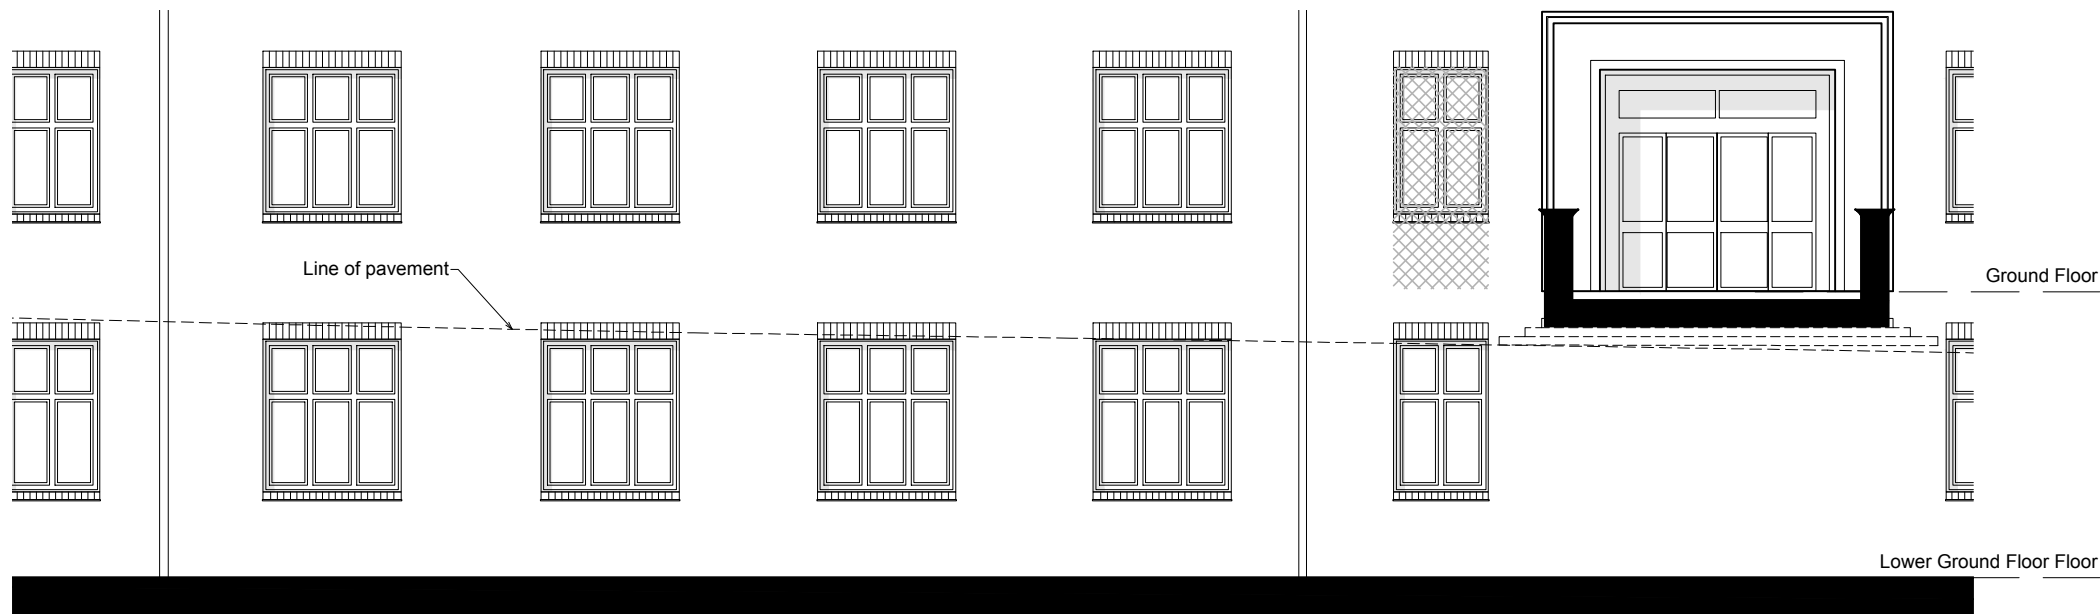 Line of pavement
Ground Floor
Lower Ground Floor Floor